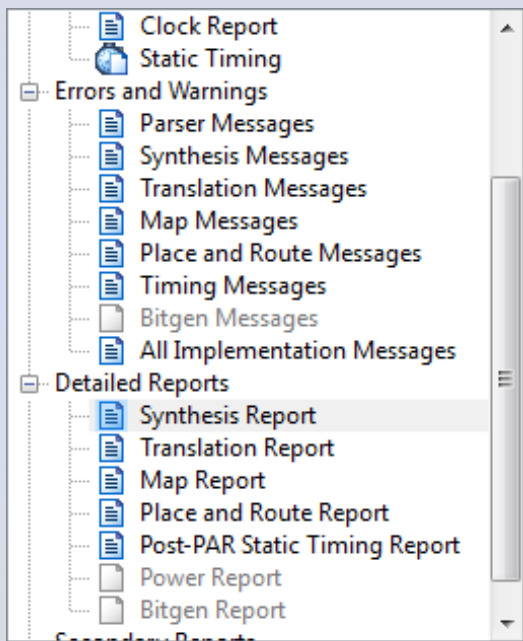 Clock Report
Static Timing
Errors and Warnings
Parser Messages
Synthesis Messages
Translation Messages
Map Messages
Place and Route Messages
Timing Messages
Bitgen Messages
All Implementation Messages
Detailed Reports
Synthesis Report
Translation Report
Map Report
Place and Route Report
Post-PAR Static Timing Report
Power Report
Bitgen Report
Secondary Reports